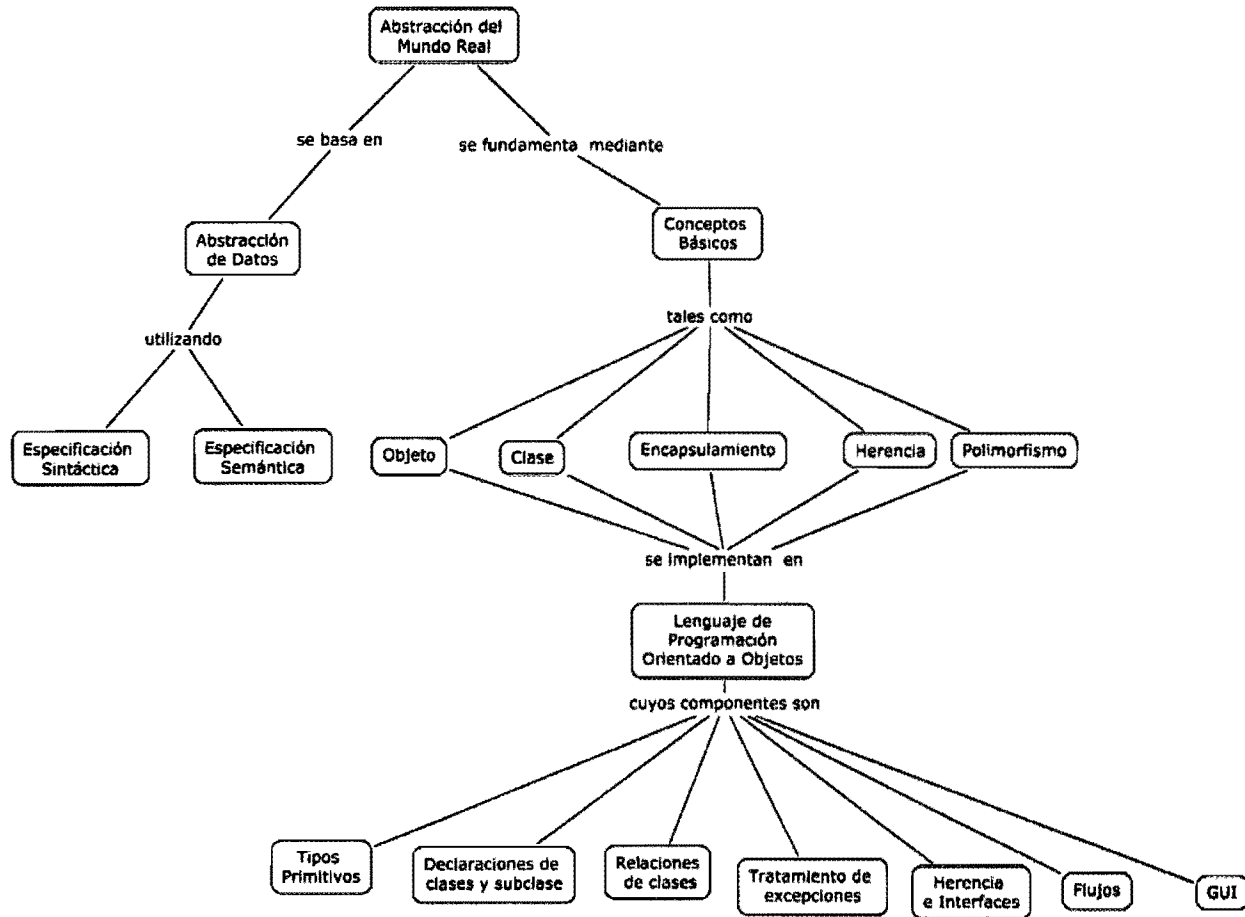 Abstracción del
Mundo Real
se basa en
se fundamenta mediante
Abstracción
de Datos
Conceptos
Básicos
utilizando
tales como
Especificación
Sintáctica
Especificación
Semántica
Objeto
Clase
Encapsulamiento
Herencia
Polimorfismo
se implementan en
Lenguaje de
Programación
Orientado a Objetos
cuyos componentes son
Tipos
Primitivos
Declaraciones de
clases y subclase
Relaciones
de clases
Tratamiento de
excepciones
Herencia
e Interfaces
Flujos
GUI